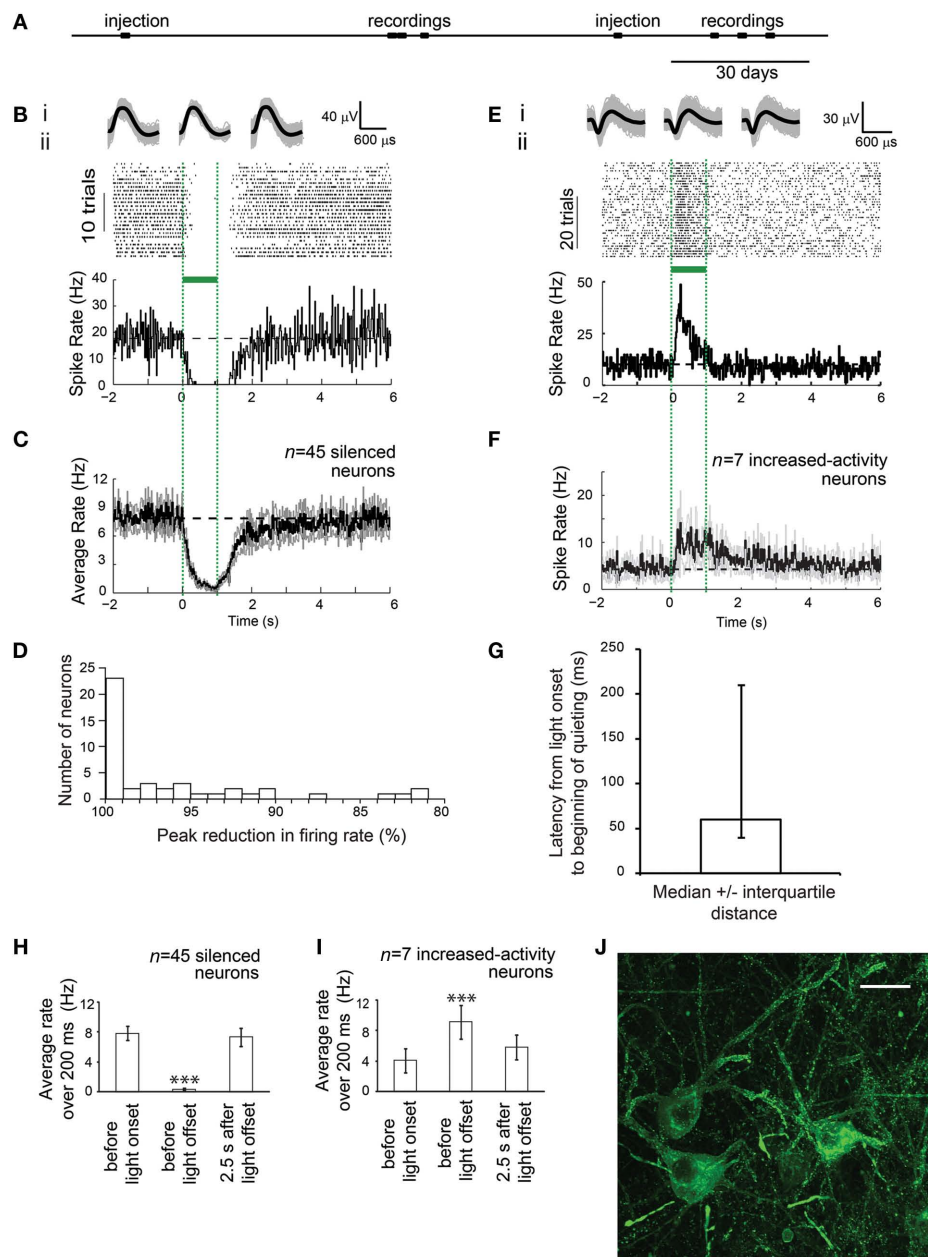 A
injection
recordings
injection
recordings
30 days
B
i
ii
40 µV
600 µs
10 trials
Spike Rate (Hz)
40
30
20
10
0
−2
0
2
4
6
E
i
ii
30 µV
600 µs
20 trials
Spike Rate (Hz)
50
25
0
−2
0
2
4
6
C
n=45 silenced
neurons
Average Rate (Hz)
12
9
6
3
0
−2
0
2
4
6
Time (s)
F
n=7 increased-activity
neurons
Spike Rate (Hz)
20
10
0
−2
0
2
4
6
Time (s)
D
Number of neurons
25
20
15
10
5
0
100
95
90
85
80
Peak reduction in firing rate (%)
G
Latency from light onset
to beginning of quieting (ms)
250
200
150
100
50
0
Median +/- interquartile
distance
H
n=45 silenced
neurons
Average rate
over 200 ms (Hz)
12
8
4
0
***
before
light onset
before
light offset
2.5 s after
light offset
I
n=7 increased-activity
neurons
Average rate
over 200 ms (Hz)
12
8
4
0
***
before
light onset
before
light offset
2.5 s after
light offset
J